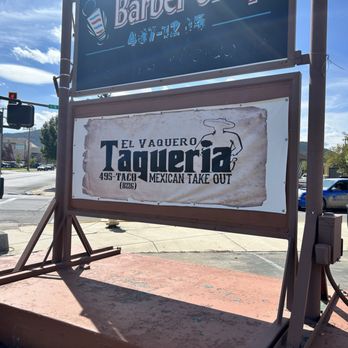 Barber
EL VAQUERO
Taqueria
495-TACO MEXICAN TAKE OUT
(8226)